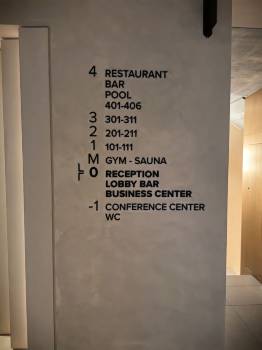 4 RESTAURANT
BAR
POOL
401-406
3 301-311
2 201-211
1 101-111
M GYM - SAUNA
0 RECEPTION
LOBBY BAR
BUSINESS CENTER
-1 CONFERENCE CENTER
WC